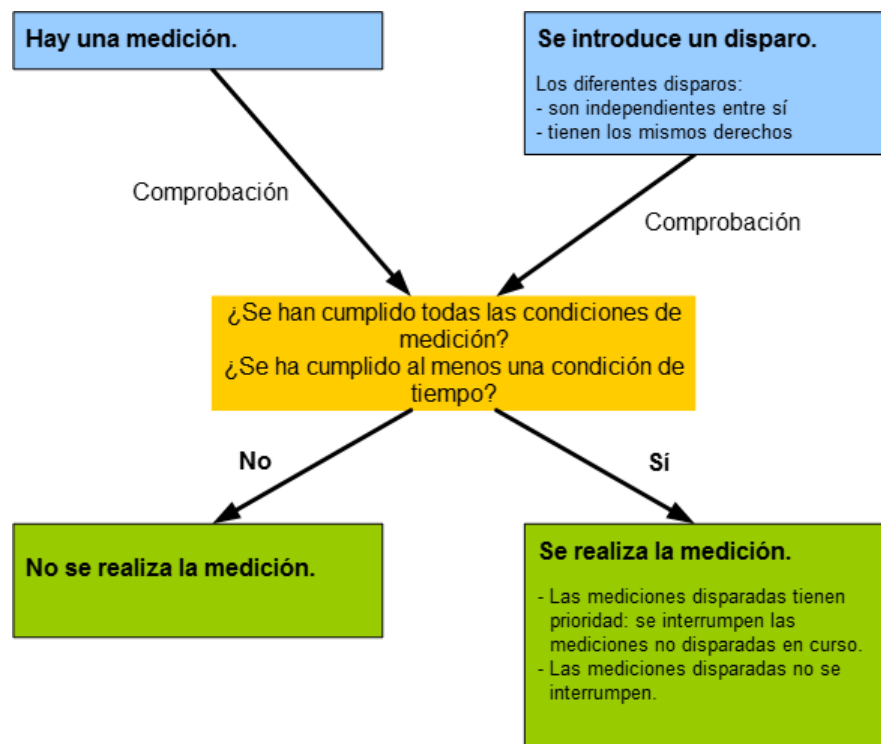 Hay una medición.
Se introduce un disparo.
Los diferentes disparos:
- son independientes entre sí
- tienen los mismos derechos
Comprobación
Comprobación
¿Se han cumplido todas las condiciones de
medición?
¿Se ha cumplido al menos una condición de
tiempo?
No
Sí
No se realiza la medición.
Se realiza la medición.
- Las mediciones disparadas tienen
prioridad: se interrumpen las
mediciones no disparadas en curso.
- Las mediciones disparadas no se
interrumpen.